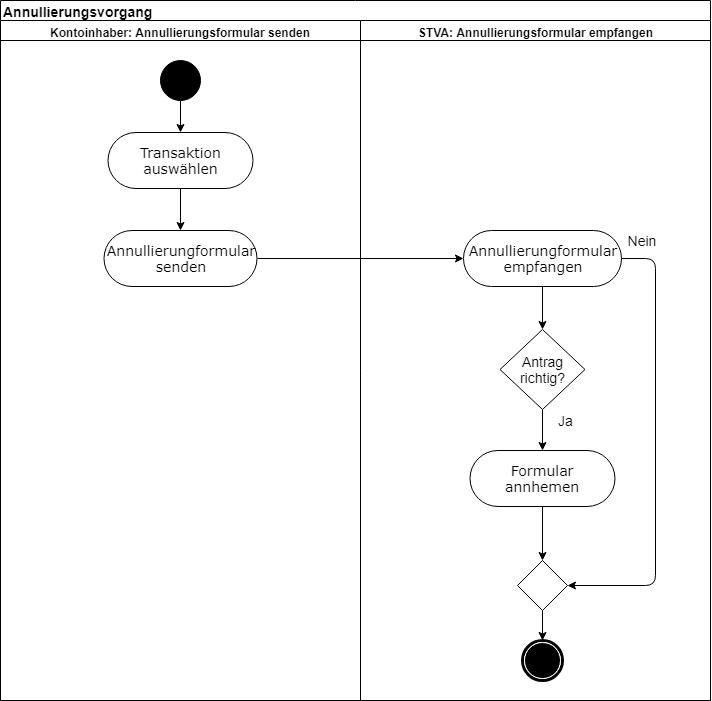 Annullierungsvorgang
Kontoinhaber: Annullierungsformular senden
STVA: Annullierungsformular empfangen
Transaktion
auswählen
Annullierungformular
senden
Annullierungformular
empfangen
Nein
Antrag
richtig?
Ja
Formular
annhemen